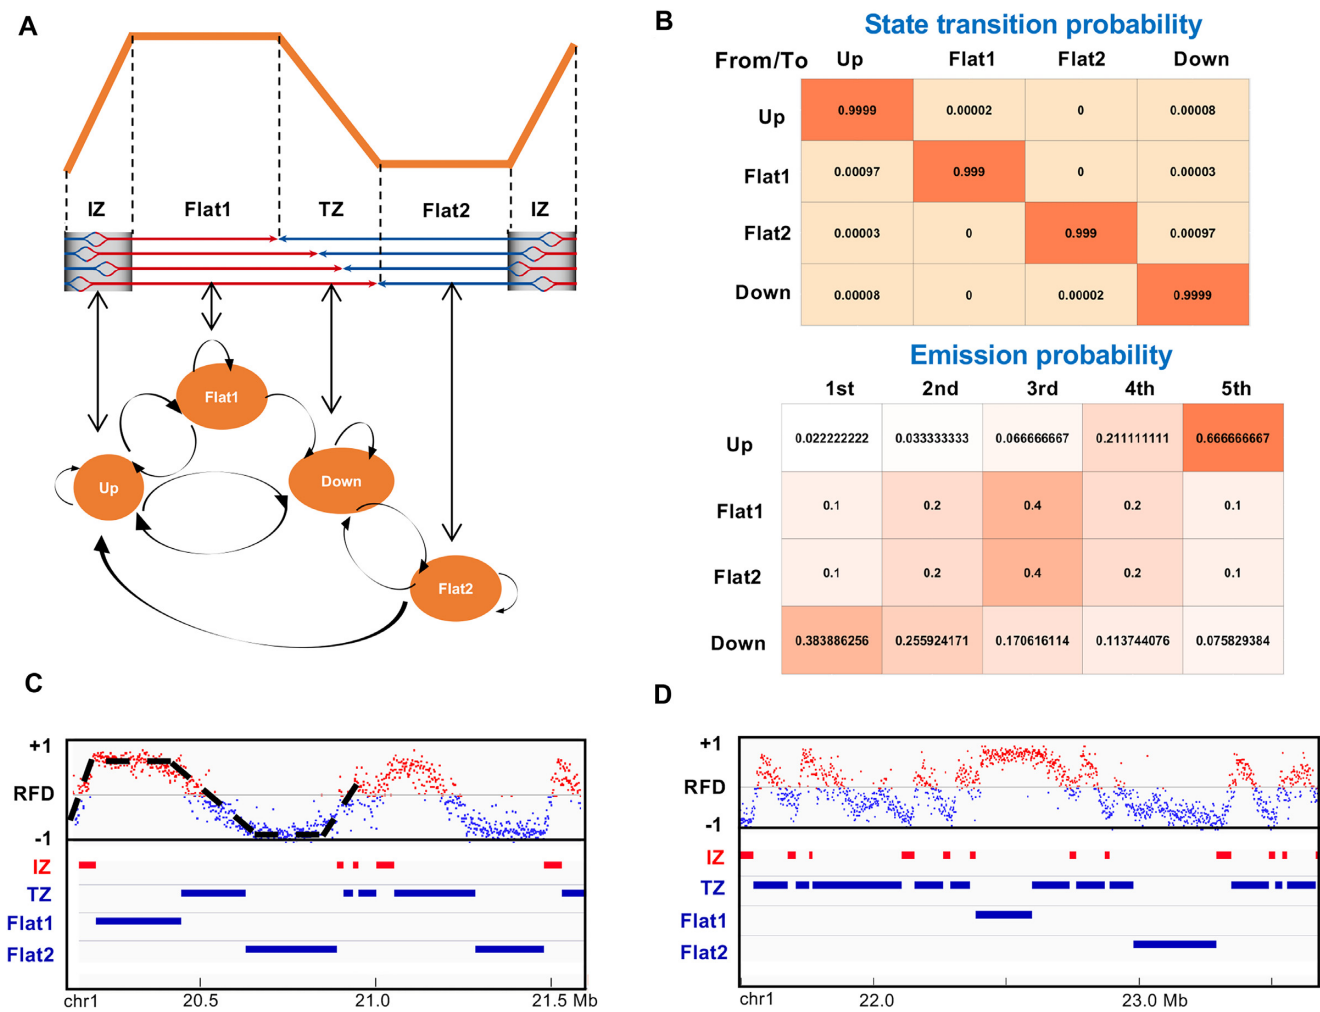 A
IZ Flat1 TZ Flat2 IZ
Flat1
Up
Down
Flat2
B
State transition probability
From/To Up Flat1 Flat2 Down
Up 0.9999 0.00002 0 0.00008
Flat1 0.00097 0.999 0 0.00003
Flat2 0.00003 0 0.999 0.00097
Down 0.00008 0 0.00002 0.9999
Emission probability
1st 2nd 3rd 4th 5th
Up 0.022222222 0.033333333 0.066666667 0.211111111 0.666666667
Flat1 0.1 0.2 0.4 0.2 0.1
Flat2 0.1 0.2 0.4 0.2 0.1
Down 0.383886256 0.255924171 0.170616114 0.113744076 0.075829384
C
+1
RFD
-1
IZ
TZ
Flat1
Flat2
chr1 20.5 21.0 21.5 Mb
D
+1
RFD
-1
IZ
TZ
Flat1
Flat2
chr1 22.0 23.0 Mb